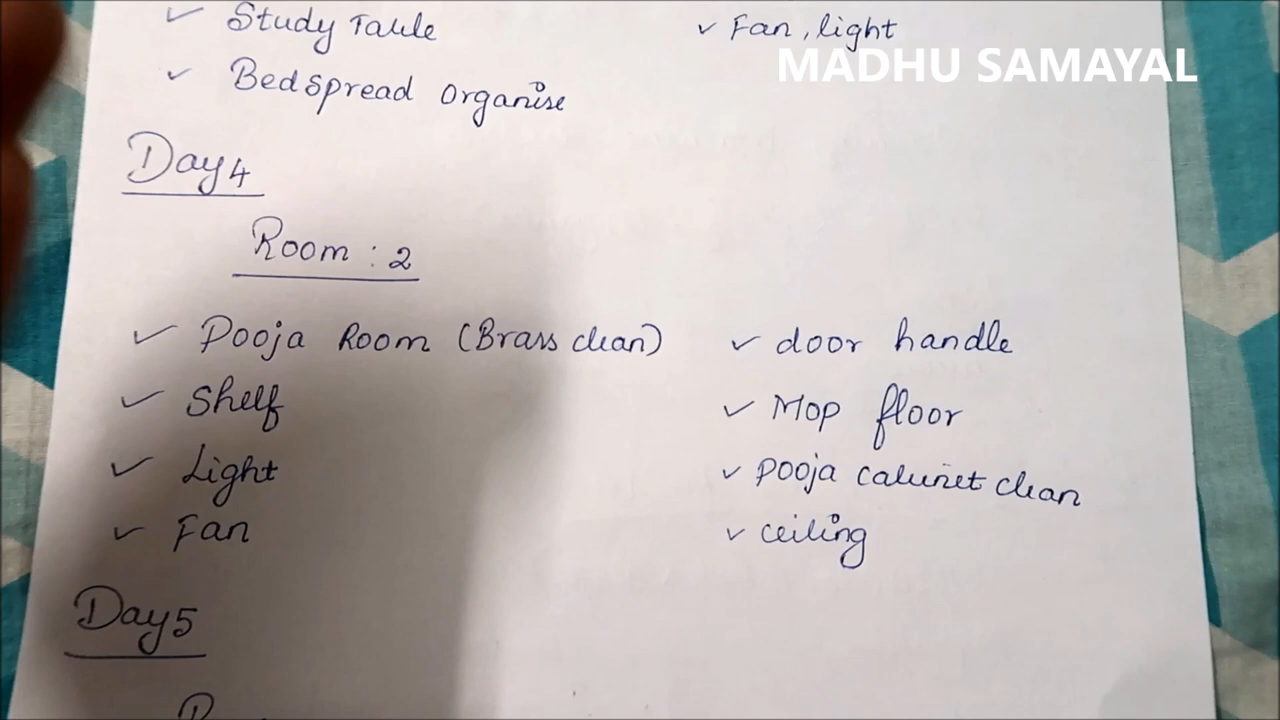 ✓ Study Table
✓ Fan, light
MADHU SAMAYAL
✓ Bedspread organise
Day 4
Room : 2
✓ Pooja Room (Brass clean)
✓ door handle
✓ Shelf
✓ Mop floor
✓ Light
✓ Pooja cabinet clean
✓ Fan
✓ ceiling
Day 5